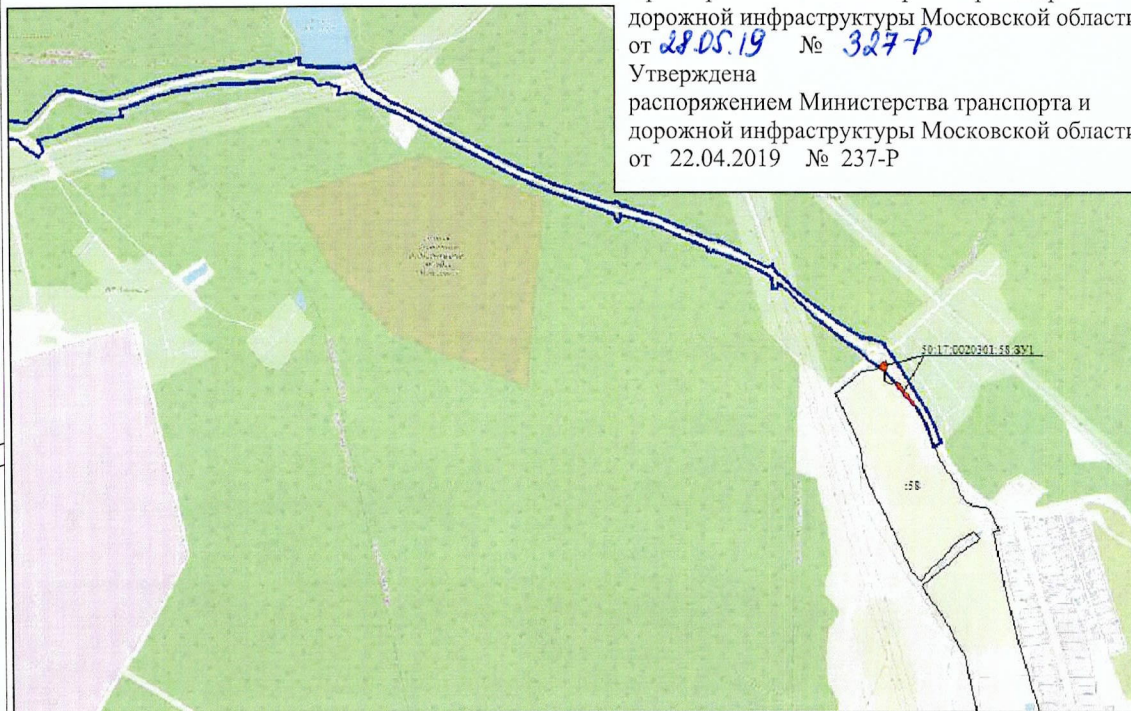 дорожной инфраструктуры Московской области
от 28.05.19 № 327-Р
Утверждена
распоряжением Министерства транспорта и
дорожной инфраструктуры Московской области
от 22.04.2019 № 237-Р
50:17:0020301:58:ЗУ1
:58